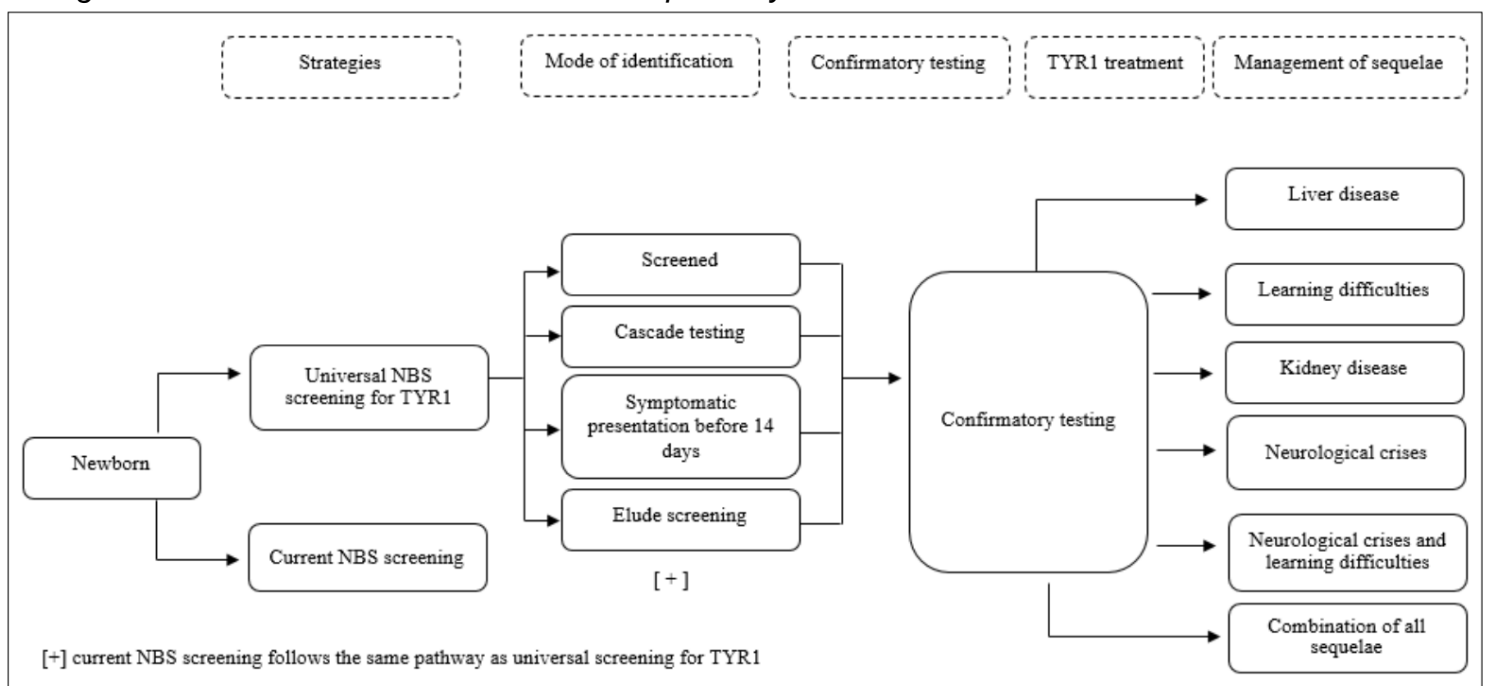 Strategies
Mode of identification
Confirmatory testing
TYR1 treatment
Management of sequelae
Newborn
Universal NBS
screening for TYR1
Current NBS screening
Screened
Cascade testing
Symptomatic
presentation before 14
days
Elude screening
[ + ]
Confirmatory testing
Liver disease
Learning difficulties
Kidney disease
Neurological crises
Neurological crises and
learning difficulties
Combination of all
sequelae
[+] current NBS screening follows the same pathway as universal screening for TYR1